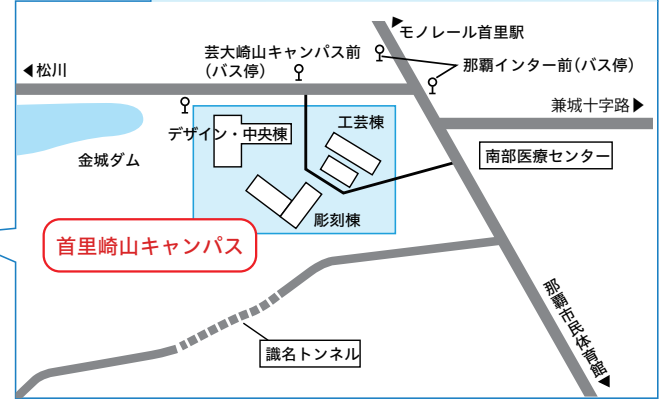 モノレール首里駅
芸大崎山キャンパス前
(バス停)
那覇インター前(バス停)
松川
兼城十字路
デザイン・中央棟
工芸棟
金城ダム
南部医療センター
彫刻棟
首里崎山キャンパス
那覇市民体育館
識名トンネル